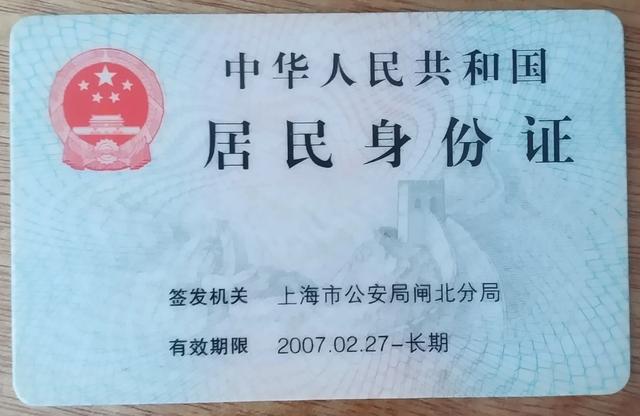 中华人民共和国
居民身份证
签发机关 上海市公安局闸北分局
有效期限 2007.02.27-长期